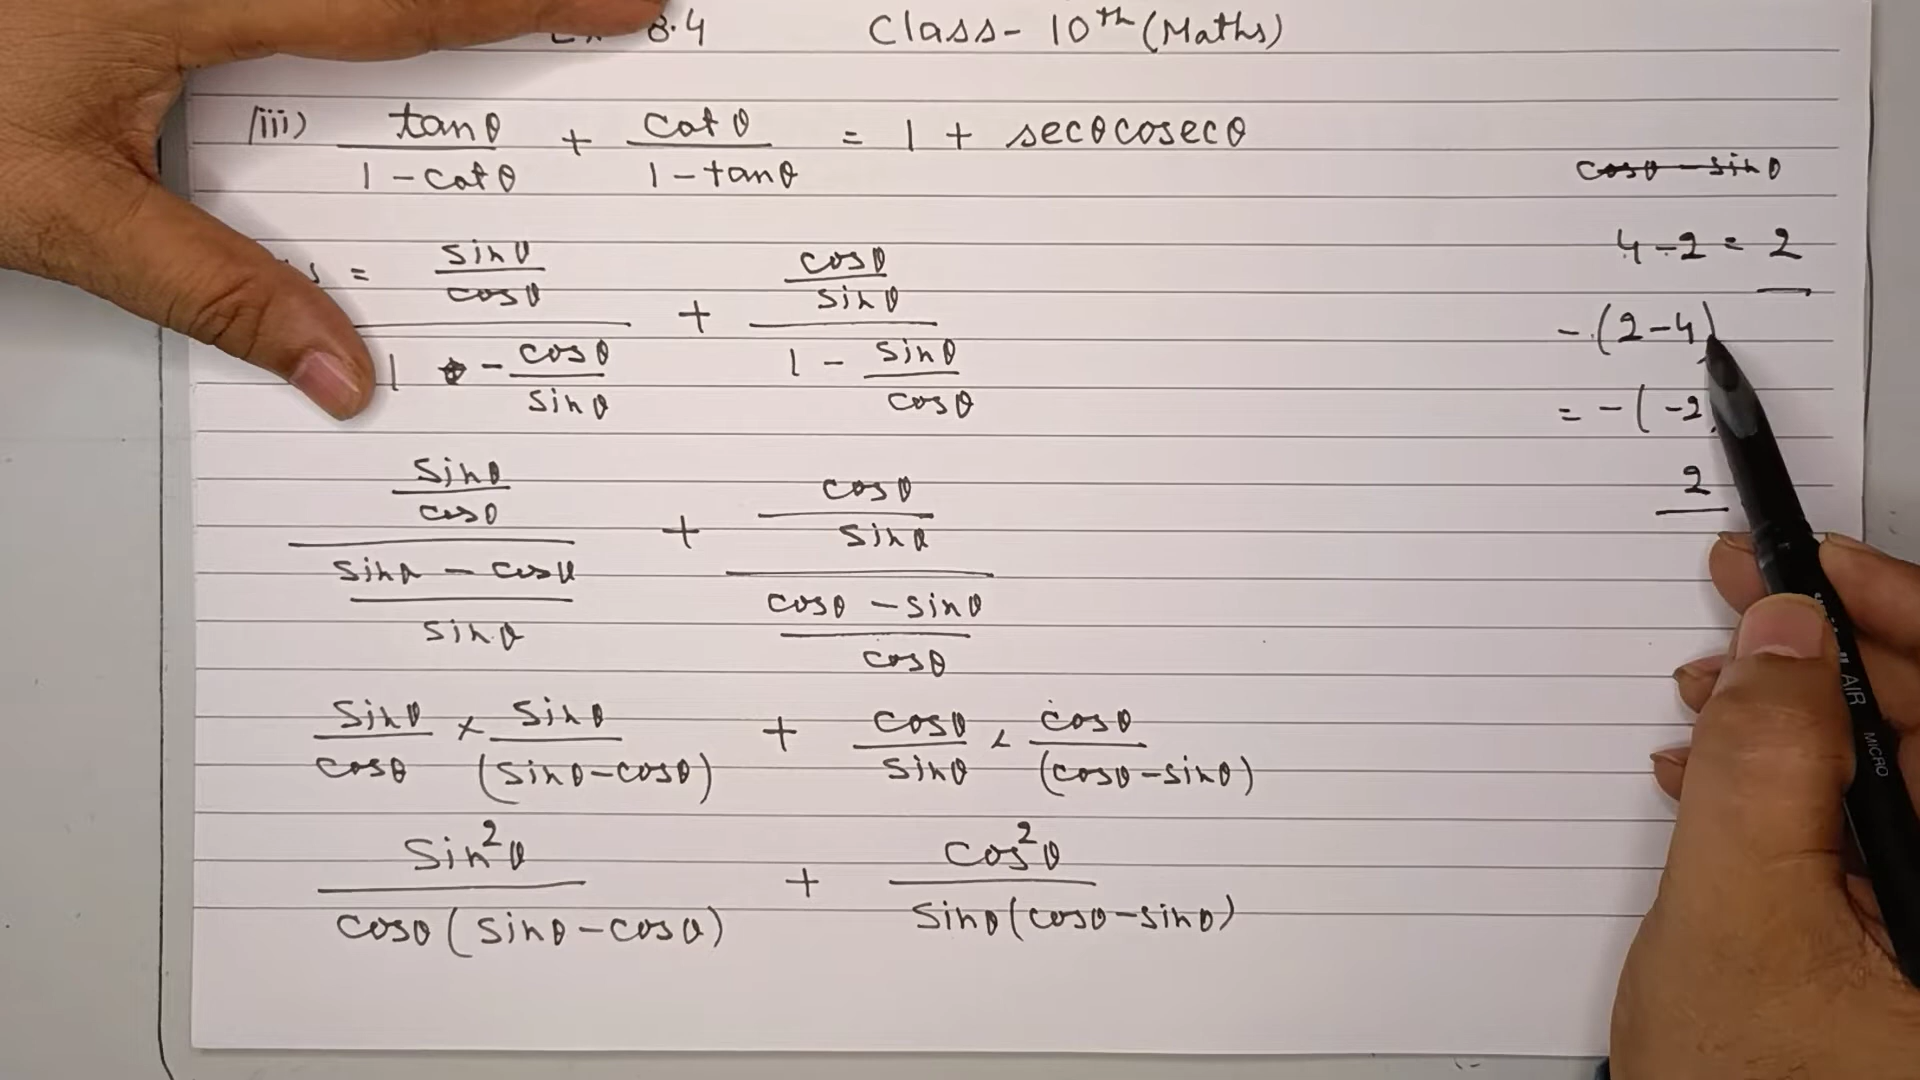 8.4 Class- 10th (Maths)
(iii) tanθ / 1 - cotθ + cotθ / 1 - tanθ = 1 + secθcosecθ
cosθ - sinθ
4 - 2 = 2
- (2 - 4)
= - ( -2
2
s = sinθ/cosθ / 1 - cosθ/sinθ + cosθ/sinθ / 1 - sinθ/cosθ
sinθ/cosθ / sinθ - cosθ/sinθ + cosθ/sinθ / cosθ - sinθ/cosθ
sinθ/cosθ × sinθ/(sinθ - cosθ) + cosθ/sinθ × cosθ/(cosθ - sinθ)
sin²θ / cosθ(sinθ - cosθ) + cos²θ / sinθ(cosθ - sinθ)
AIR
MICRO